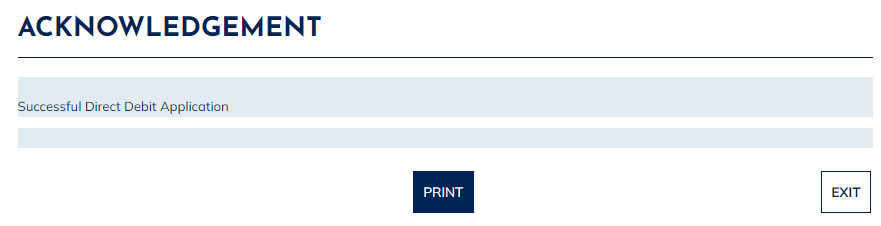 ACKNOWLEDGEMENT
Successful Direct Debit Application
PRINT
EXIT